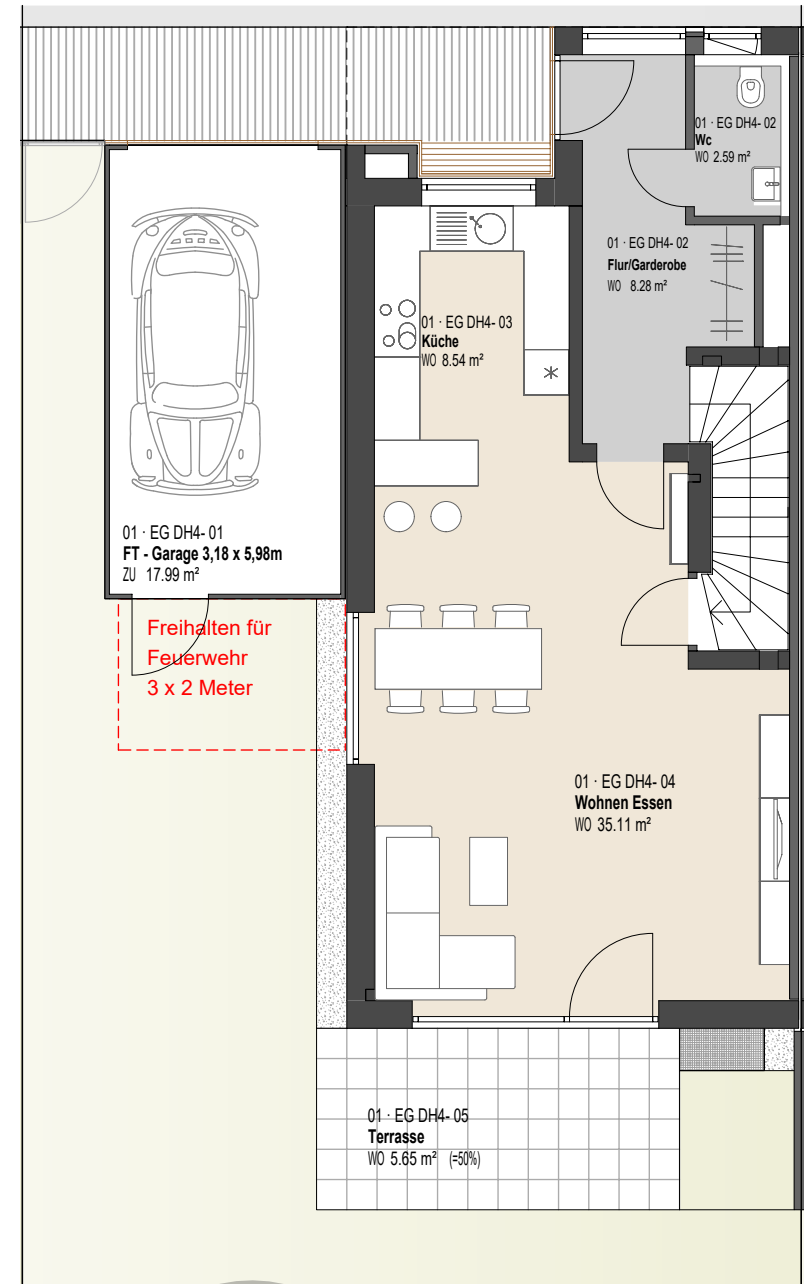 01 · EG DH4- 02
Wc
WO 2.59 m²
01 · EG DH4- 02
Flur/Garderobe
WO 8.28 m²
01 · EG DH4- 03
Küche
WO 8.54 m²
01 · EG DH4- 01
FT - Garage 3,18 x 5,98m
ZU 17.99 m²
Freihalten für
Feuerwehr
3 x 2 Meter
01 · EG DH4- 04
Wohnen Essen
WO 35.11 m²
01 · EG DH4- 05
Terrasse
WO 5.65 m² (=50%)